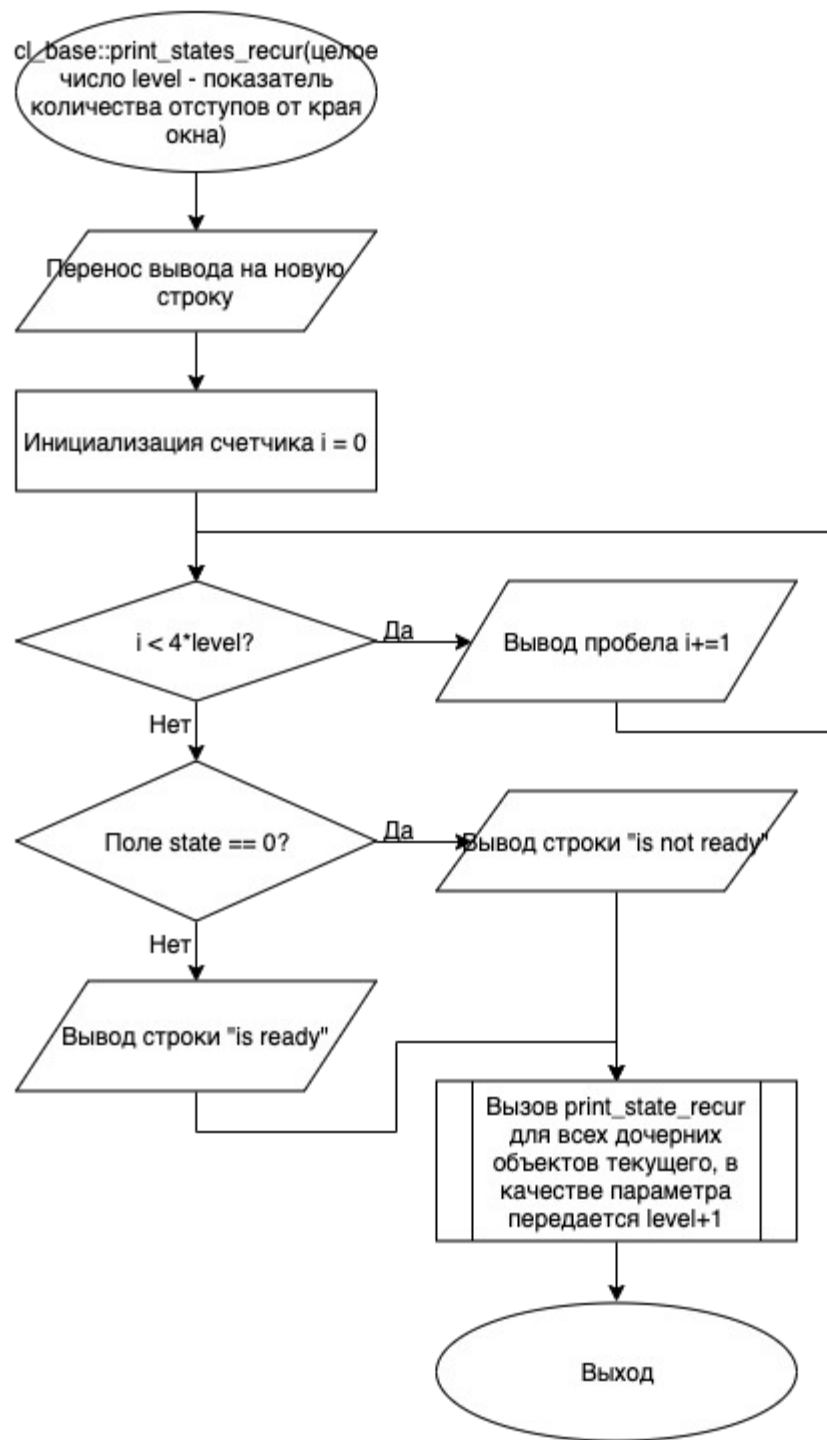 cl_base::print_states_recur(целое
число level - показатель
количества отступов от края
окна)
Перенос вывода на новую
строку
Инициализация счетчика i = 0
i < 4*level?
Да
Вывод пробела i+=1
Нет
Поле state == 0?
Да
Вывод строки "is not ready"
Нет
Вывод строки "is ready"
Вызов print_state_recur
для всех дочерних
объектов текущего, в
качестве параметра
передается level+1
Выход